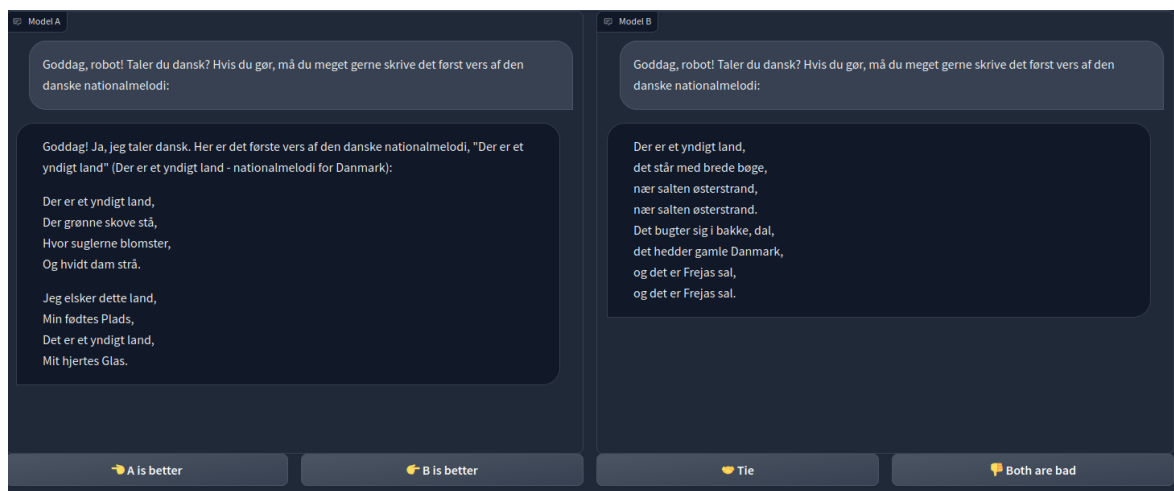 Model A
Goddag, robot! Taler du dansk? Hvis du gør, må du meget gerne skrive det først vers af den
danske nationalmelodi:
Goddag! Ja, jeg taler dansk. Her er det første vers af den danske nationalmelodi, "Der er et
yndigt land" (Der er et yndigt land - nationalmelodi for Danmark):
Der er et yndigt land,
Der grønne skove stå,
Hvor suglerne blomster,
Og hvidt dam strå.
Jeg elsker dette land,
Min fødtes Plads,
Det er et yndigt land,
Mit hjertes Glas.
Model B
Goddag, robot! Taler du dansk? Hvis du gør, må du meget gerne skrive det først vers af den
danske nationalmelodi:
Der er et yndigt land,
det står med brede bøge,
nær salten østerstrand,
nær salten østerstrand.
Det bugter sig i bakke, dal,
det hedder gamle Danmark,
og det er Frejas sal,
og det er Frejas sal.
👈 A is better
👉 B is better
🤝 Tie
👎 Both are bad